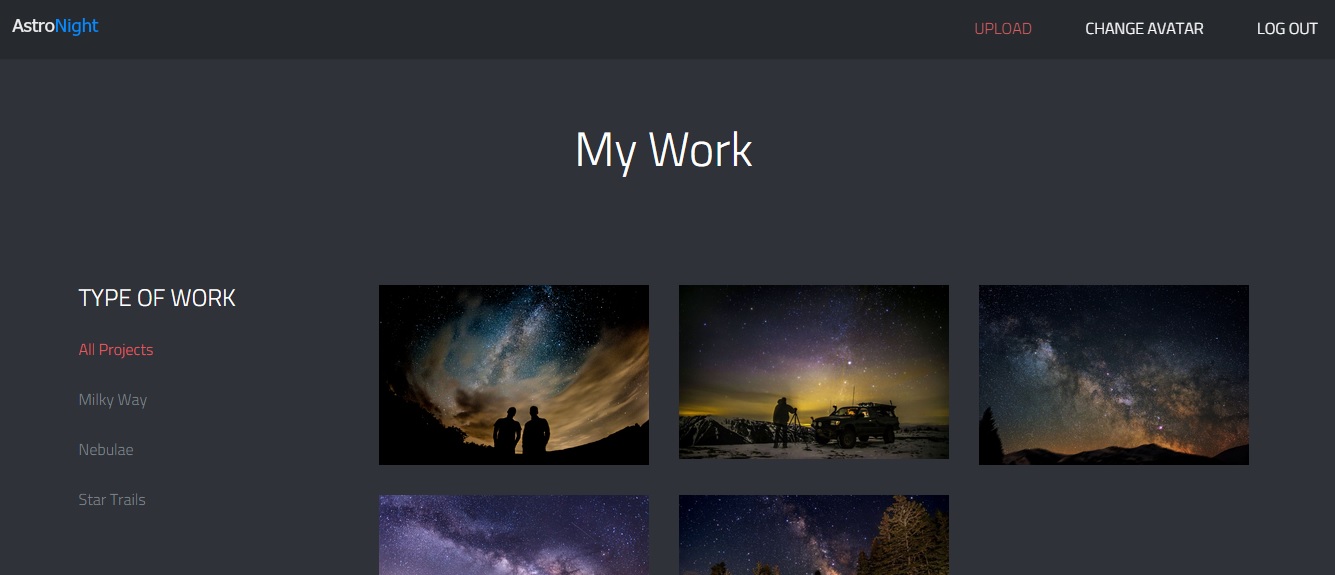 AstroNight
UPLOAD
CHANGE AVATAR
LOG OUT
My Work
TYPE OF WORK
All Projects
Milky Way
Nebulae
Star Trails